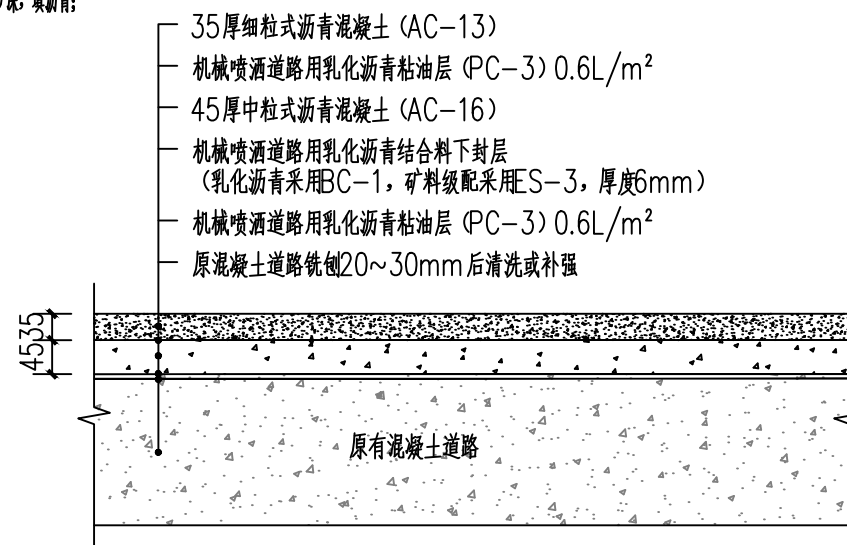 35厚细粒式沥青混凝土(AC-13)
机械喷洒道路用乳化沥青粘油层(PC-3)0.6L/m²
45厚中粒式沥青混凝土(AC-16)
机械喷洒道路用乳化沥青结合料下封层
(乳化沥青采用BC-1,矿料级配采用ES-3,厚度6mm)
机械喷洒道路用乳化沥青粘油层(PC-3)0.6L/m²
原混凝土道路铣刨20~30mm后清洗或补强
35
45
原有混凝土道路